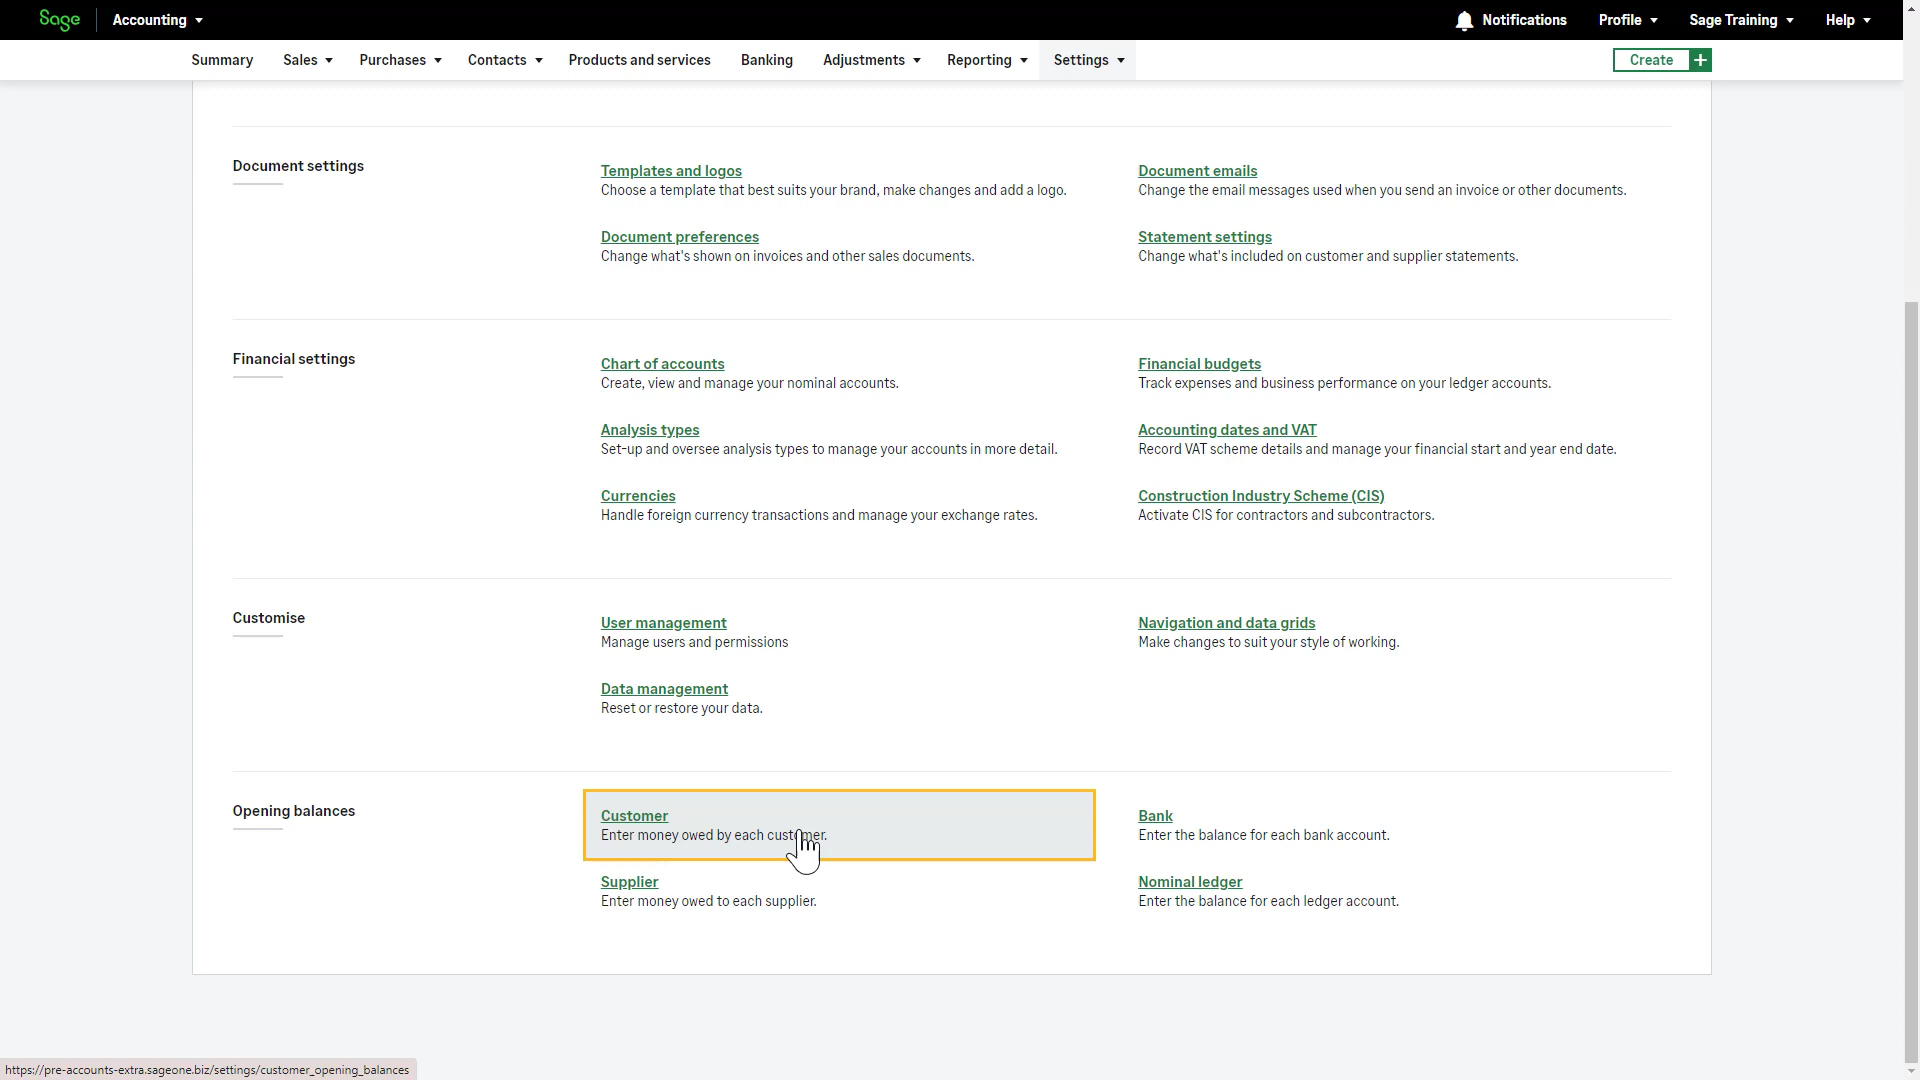 Sage
Accounting
Notifications
Profile
Sage Training
Help
Summary
Sales
Purchases
Contacts
Products and services
Banking
Adjustments
Reporting
Settings
Create
Document settings
Templates and logos
Choose a template that best suits your brand, make changes and add a logo.
Document emails
Change the email messages used when you send an invoice or other documents.
Document preferences
Change what's shown on invoices and other sales documents.
Statement settings
Change what's included on customer and supplier statements.
Financial settings
Chart of accounts
Create, view and manage your nominal accounts.
Financial budgets
Track expenses and business performance on your ledger accounts.
Analysis types
Set-up and oversee analysis types to manage your accounts in more detail.
Accounting dates and VAT
Record VAT scheme details and manage your financial start and year end date.
Currencies
Handle foreign currency transactions and manage your exchange rates.
Construction Industry Scheme (CIS)
Activate CIS for contractors and subcontractors.
Customise
User management
Manage users and permissions
Navigation and data grids
Make changes to suit your style of working.
Data management
Reset or restore your data.
Opening balances
Customer
Enter money owed by each customer.
Bank
Enter the balance for each bank account.
Supplier
Enter money owed to each supplier.
Nominal ledger
Enter the balance for each ledger account.
https://pre-accounts-extra.sageone.biz/settings/customer_opening_balances